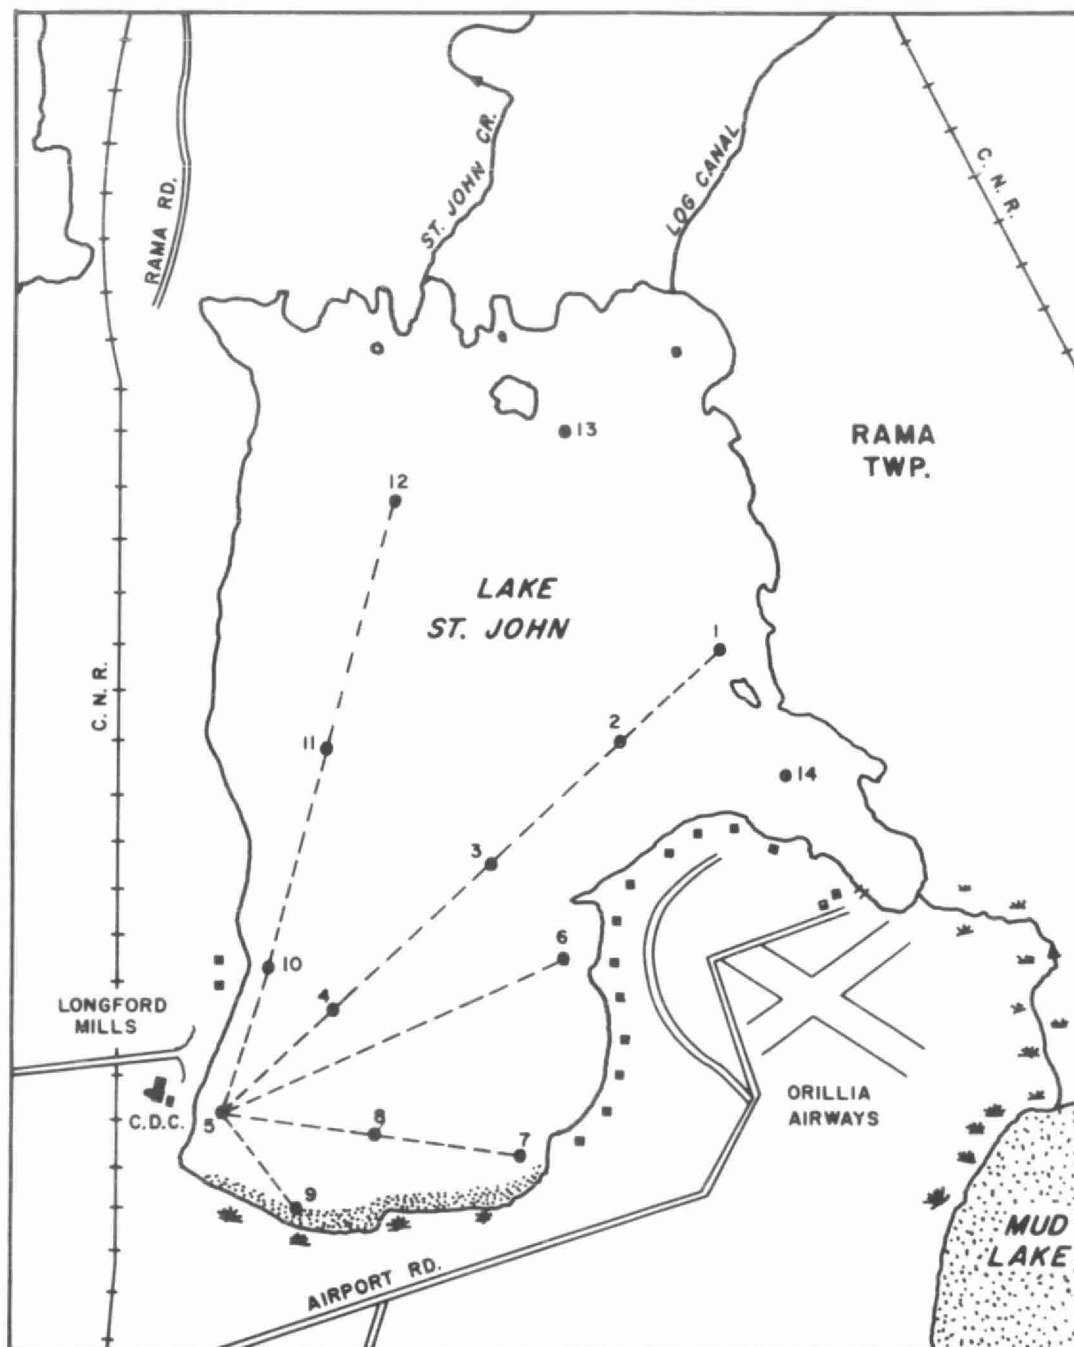 ST. JOHN CR.
LOG CANAL
C. N. R.
RAMA RD.
13
RAMA
TWP.
12
LAKE
ST. JOHN
1
C. N. R.
2
11
14
3
6
10
4
LONGFORD
MILLS
ORILLIA
AIRWAYS
C.D.C.
5
8
7
9
MUD
LAKE
AIRPORT RD.